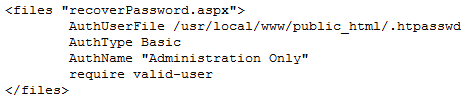 <files "recoverPassword.aspx">
        AuthUserFile /usr/local/www/public_html/.htpasswd
        AuthType Basic
        AuthName "Administration Only"
        require valid-user
</files>